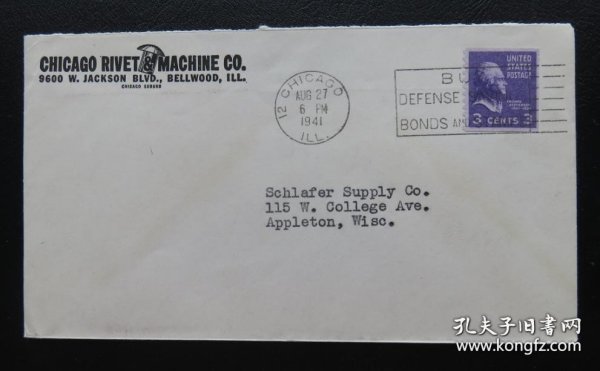 CHICAGO RIVET & MACHINE CO.
9600 W. JACKSON BLVD., BELLWOOD, ILL.
CHICAGO SUBURB
12 CHICAGO
AUG 27
6 PM
1941
ILL.
DEFENSE
BONDS AND
UNITED
STATES
POSTAGE
3 CENTS 3
Schlafer Supply Co.
115 W. College Ave.
Appleton, Wisc.
孔夫子旧书网
www.kongfz.com